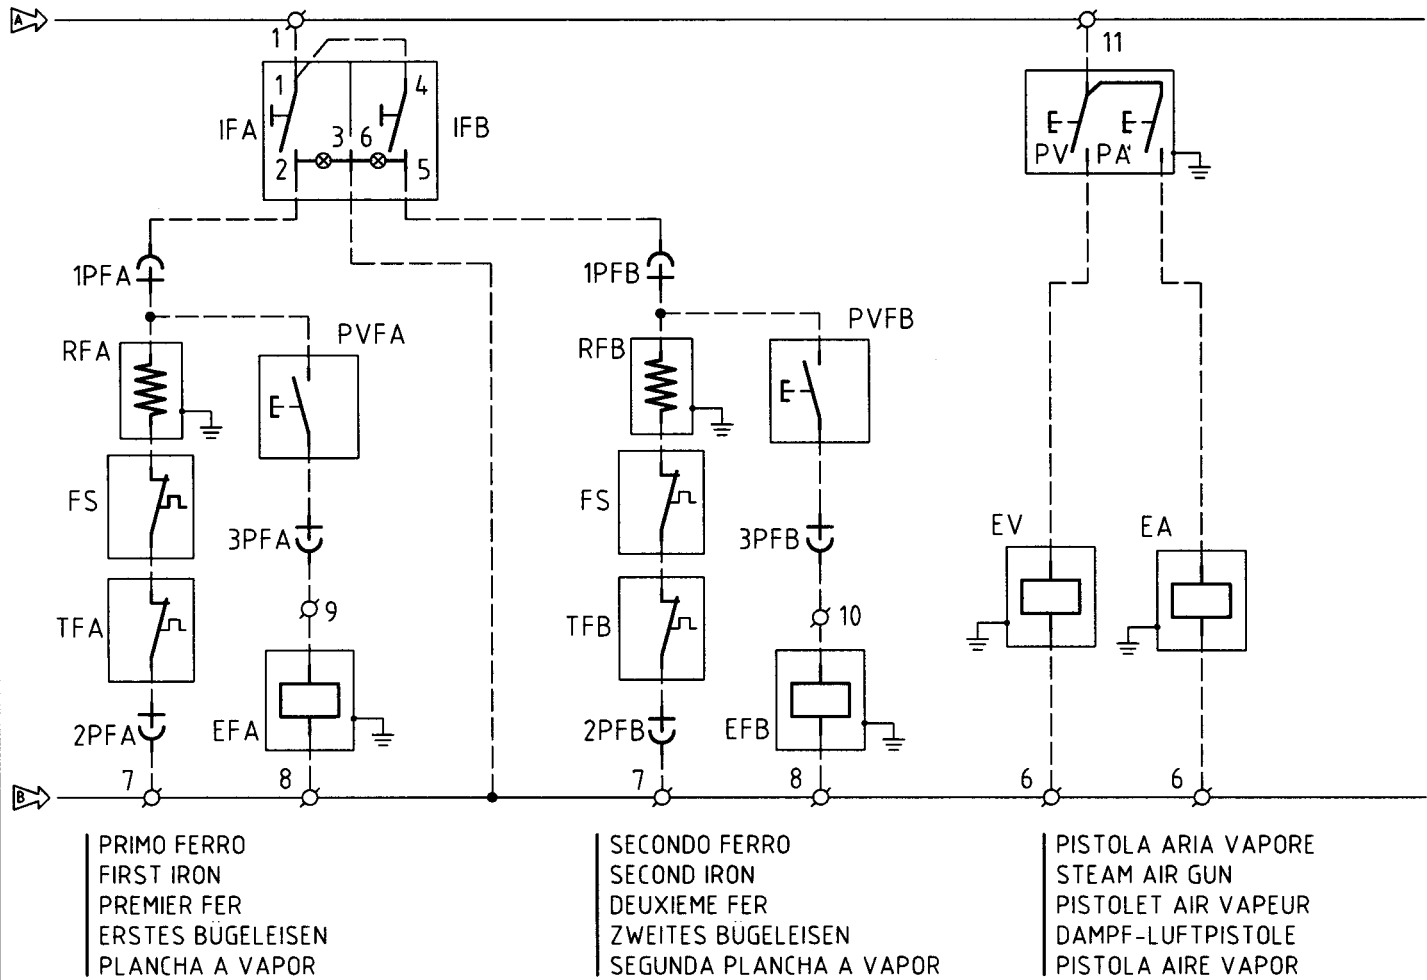 A
1
11
1
4
IFA
3
6
IFB
2
5
PV
PA
1PFA
1PFB
RFA
PVFA
RFB
PVFB
FS
3PFA
FS
3PFB
EV
EA
TFA
9
TFB
10
2PFA
EFA
2PFB
EFB
7
8
7
8
6
6
B
PRIMO FERRO
FIRST IRON
PREMIER FER
ERSTES BÜGELEISEN
PLANCHA A VAPOR
SECONDO FERRO
SECOND IRON
DEUXIEME FER
ZWEITES BÜGELEISEN
SEGUNDA PLANCHA A VAPOR
PISTOLA ARIA VAPORE
STEAM AIR GUN
PISTOLET AIR VAPEUR
DAMPF-LUFTPISTOLE
PISTOLA AIRE VAPOR